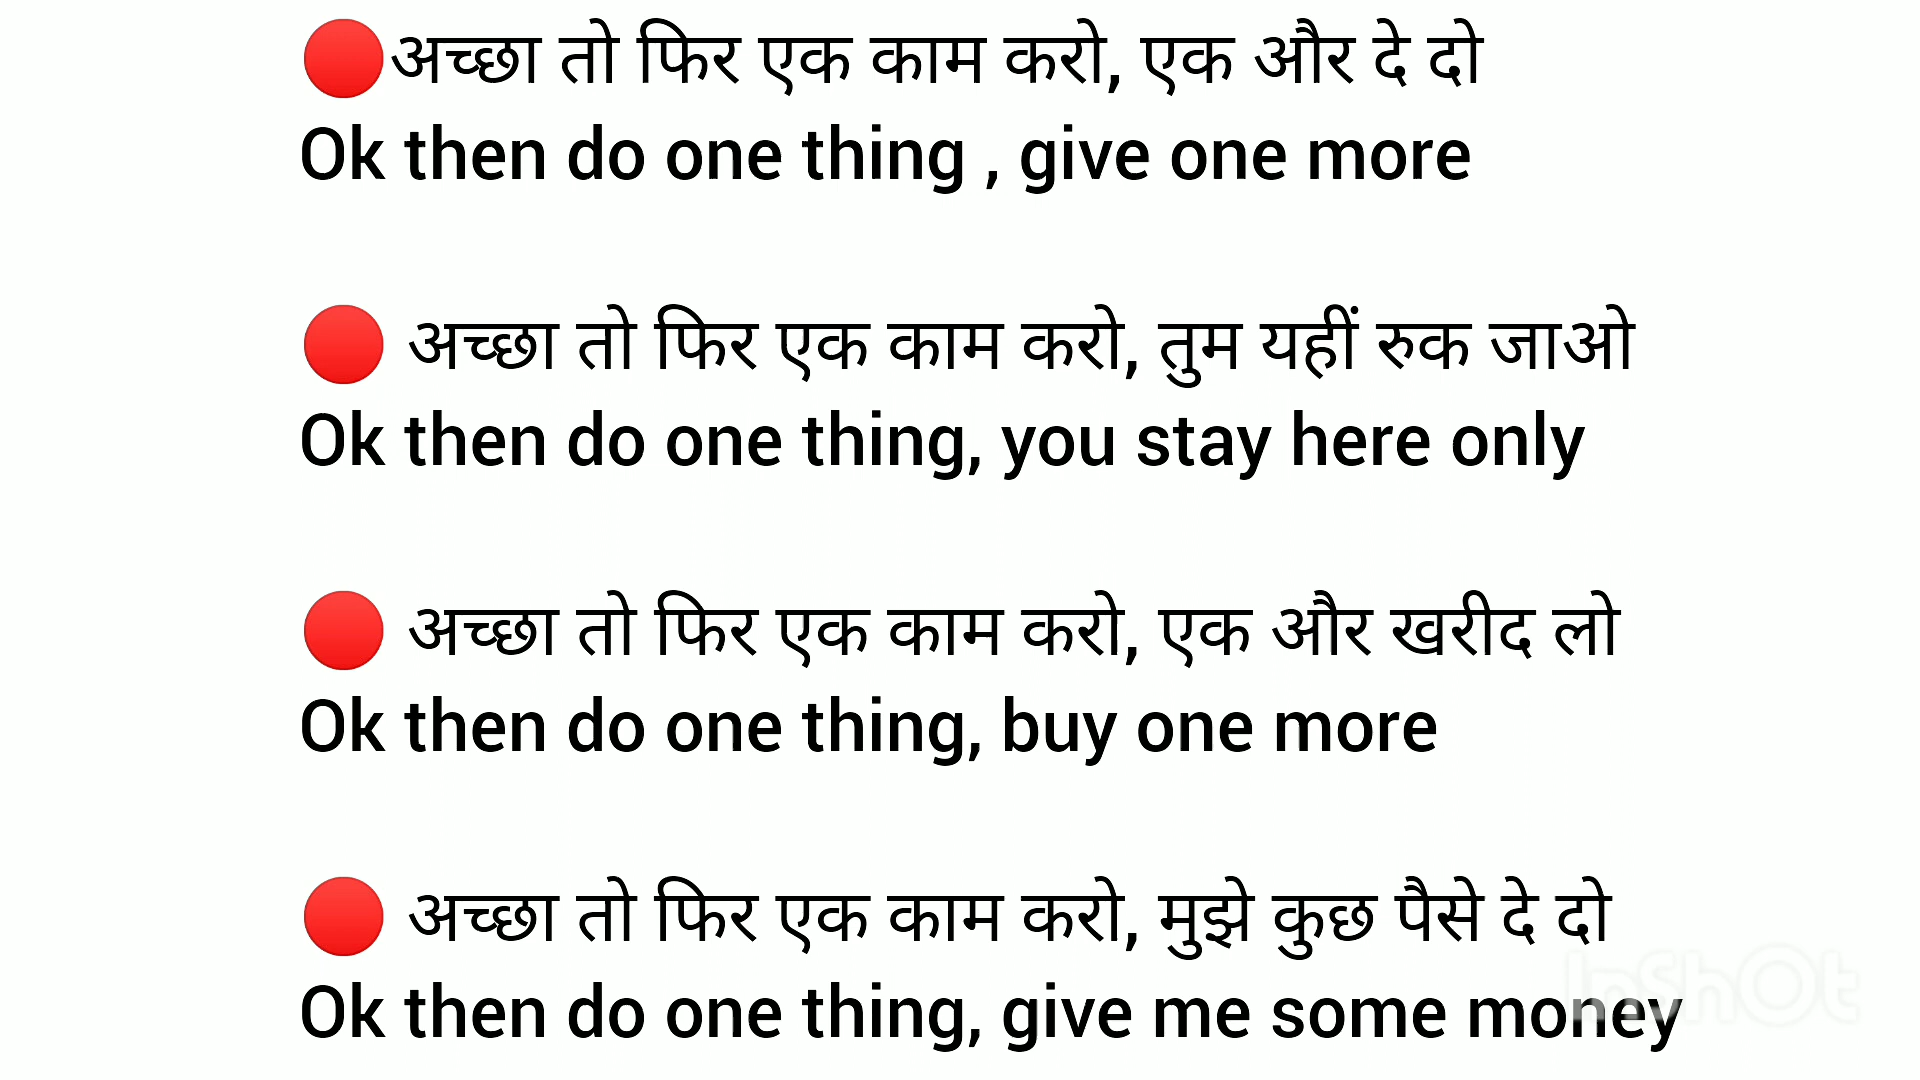 🔴अच्छा तो फिर एक काम करो, एक और दे दो
Ok then do one thing , give one more
🔴 अच्छा तो फिर एक काम करो, तुम यहीं रुक जाओ
Ok then do one thing, you stay here only
🔴 अच्छा तो फिर एक काम करो, एक और खरीद लो
Ok then do one thing, buy one more
🔴 अच्छा तो फिर एक काम करो, मुझे कुछ पैसे दे दो
Ok then do one thing, give me some money
InShOt